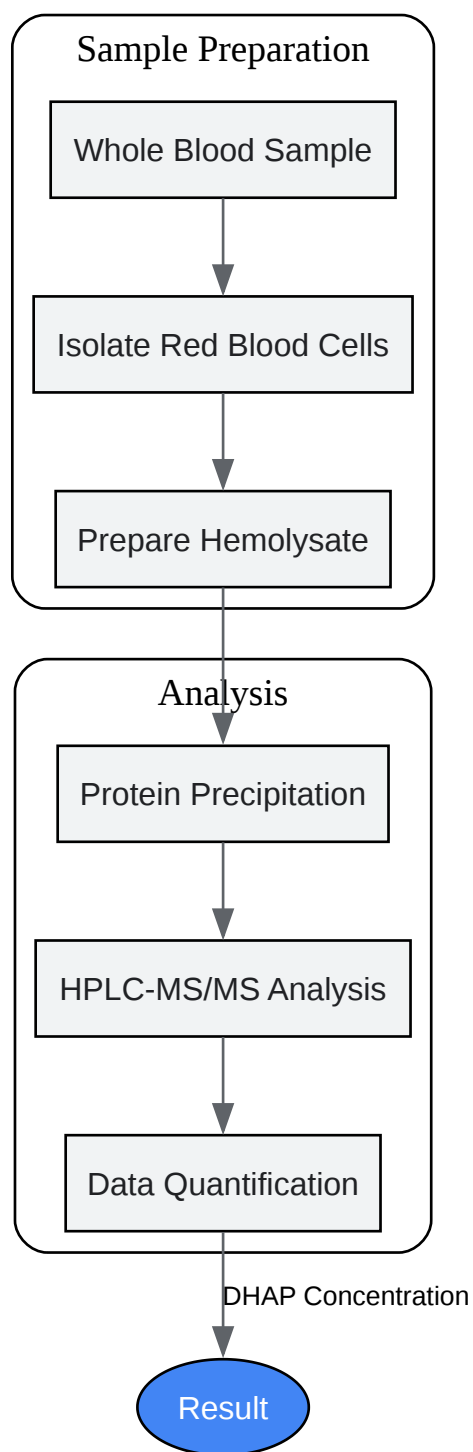 Sample Preparation
Whole Blood Sample
Isolate Red Blood Cells
Prepare Hemolysate
Analysis
Protein Precipitation
HPLC-MS/MS Analysis
Data Quantification
DHAP Concentration
Result